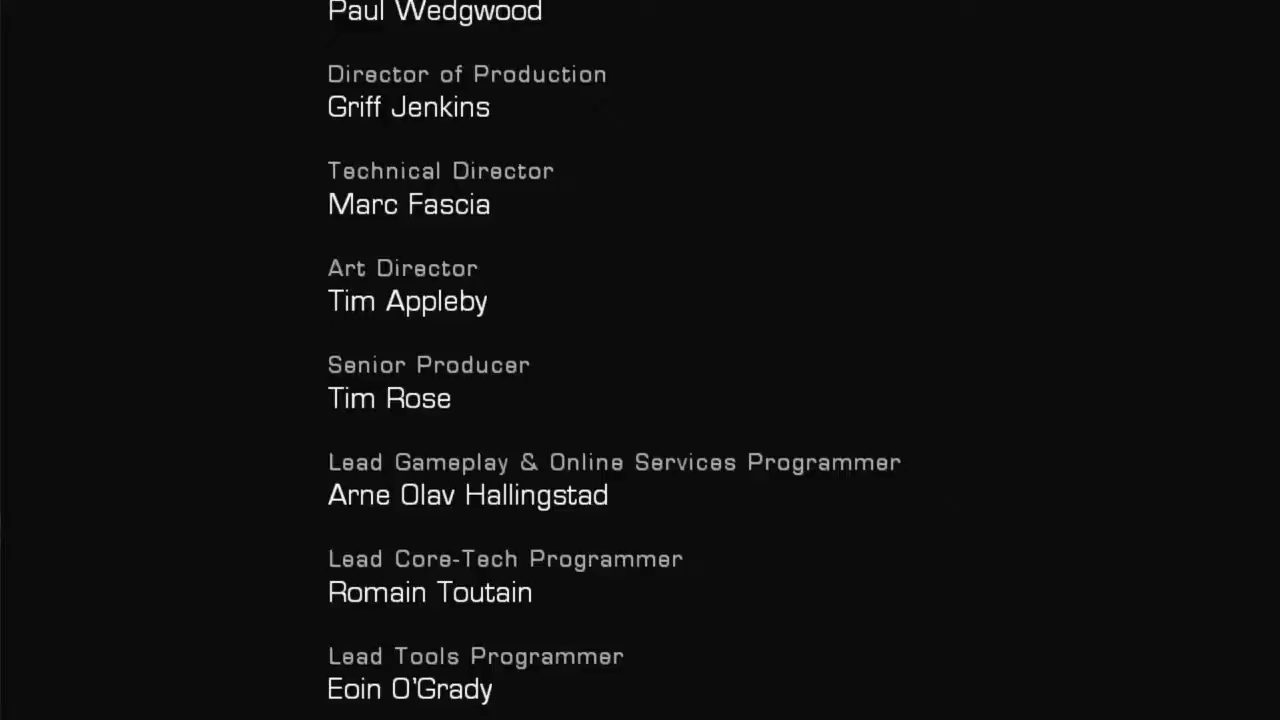 Paul Wedgwood
Director of Production
Griff Jenkins
Technical Director
Marc Fascia
Art Director
Tim Appleby
Senior Producer
Tim Rose
Lead Gameplay & Online Services Programmer
Arne Olav Hallingstad
Lead Core-Tech Programmer
Romain Toutain
Lead Tools Programmer
Eoin O'Grady